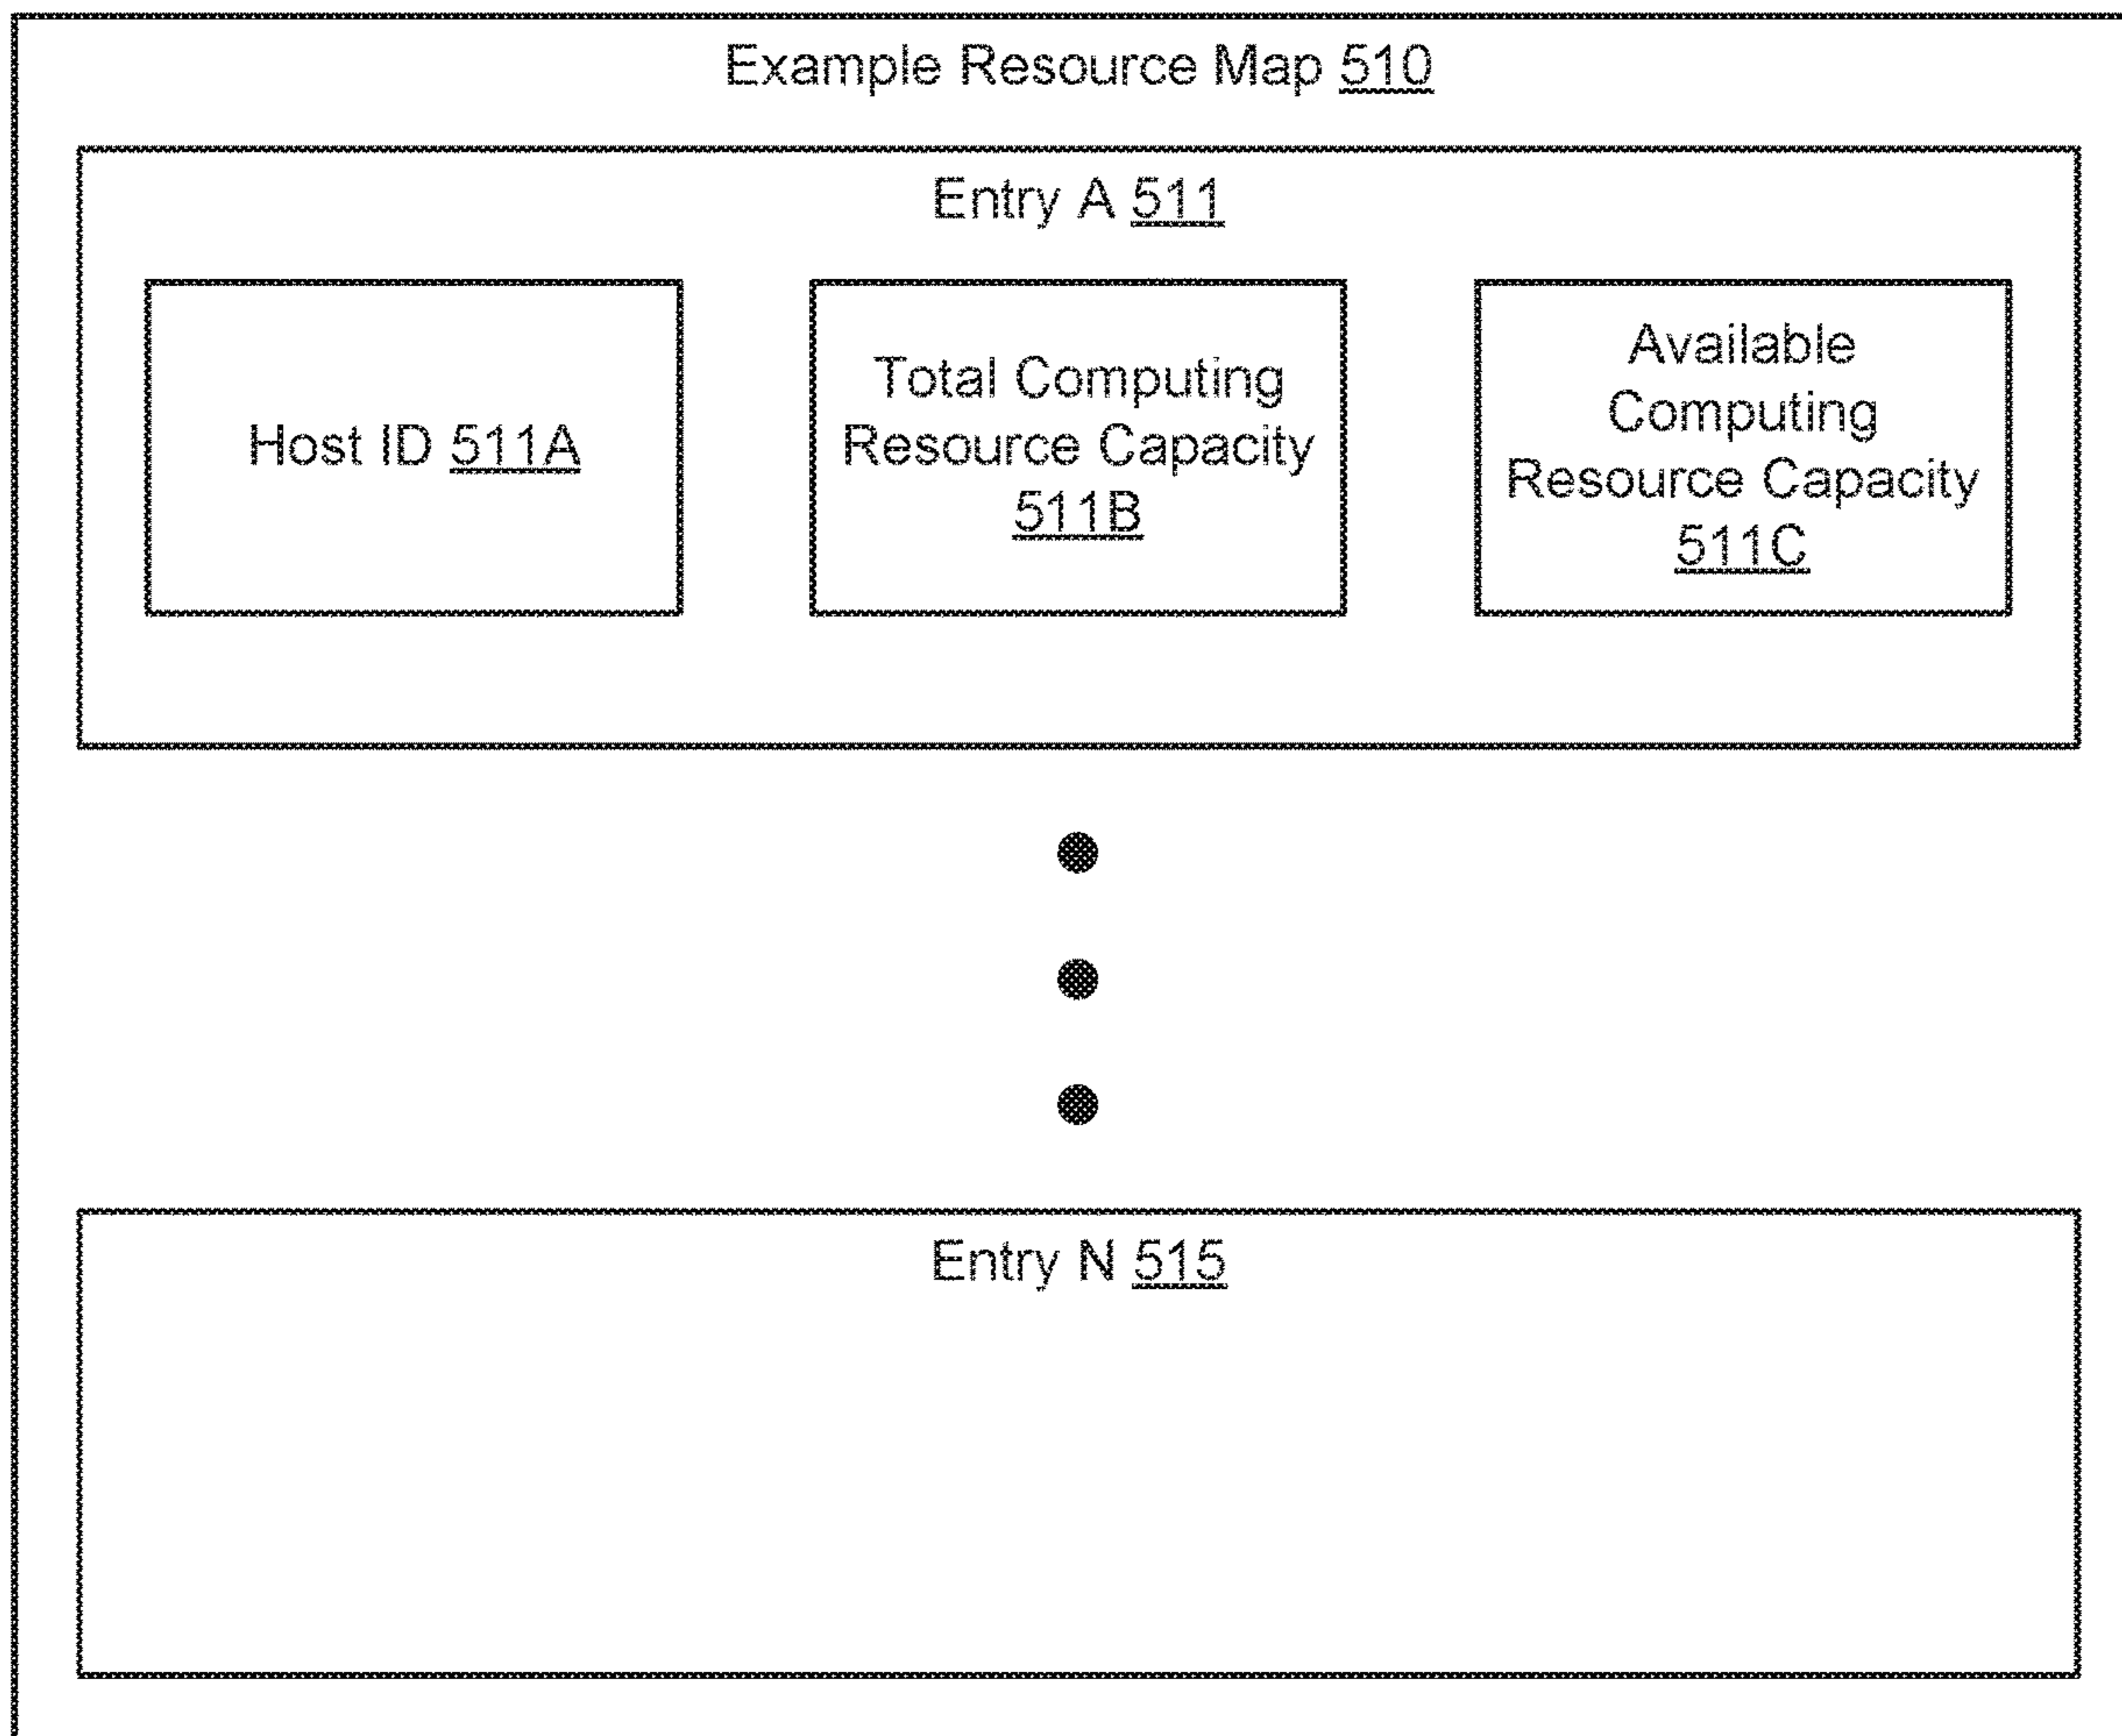 Example Resource Map 510
Entry A 511
Host ID 511A
Total Computing
Resource Capacity
511B
Available
Computing
Resource Capacity
511C
Entry N 515